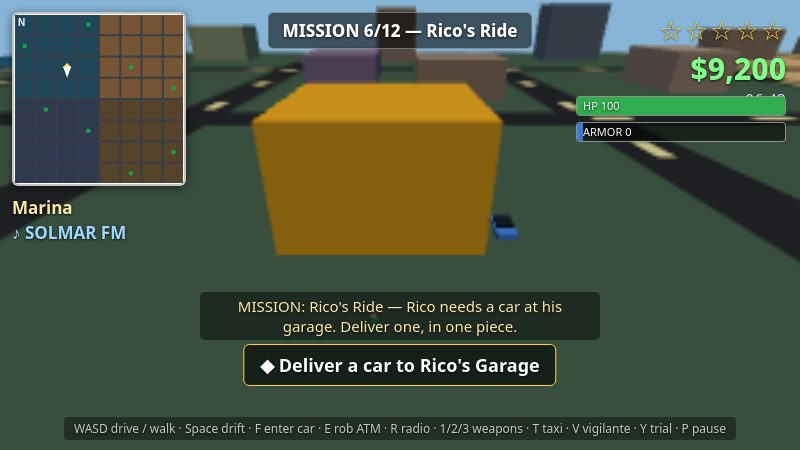 N
MISSION 6/12 — Rico's Ride
☆☆☆☆☆
$9,200
HP 100
ARMOR 0
Marina
♪ SOLMAR FM
MISSION: Rico's Ride — Rico needs a car at his
garage. Deliver one, in one piece.
◆ Deliver a car to Rico's Garage
WASD drive / walk · Space drift · F enter car · E rob ATM · R radio · 1/2/3 weapons · T taxi · V vigilante · Y trial · P pause